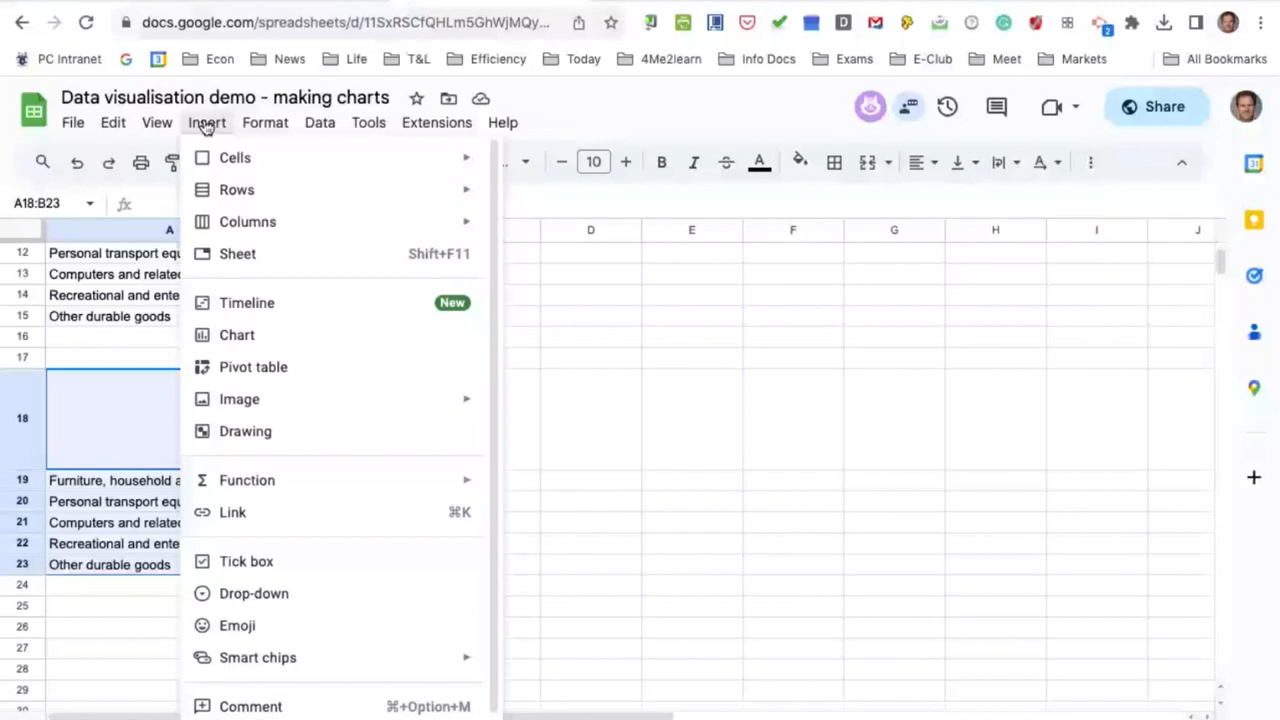 docs.google.com/spreadsheets/d/11SxRSCfQHLm5GhWjMQy...
2
PC Intranet Econ News Life T&L Efficiency Today 4Me2learn Info Docs Exams E-Club Meet Markets All Bookmarks
Data visualisation demo - making charts
Share
File Edit View Insert Format Data Tools Extensions Help
10
A18:B23
fx
A D E F G H I J
12 Personal transport equ
13 Computers and related
14 Recreational and ente
15 Other durable goods
16
17
18
19 Furniture, household a
20 Personal transport equ
21 Computers and related
22 Recreational and ente
23 Other durable goods
24
25
26
27
28
29
Cells
Rows
Columns
Sheet Shift+F11
Timeline New
Chart
Pivot table
Image
Drawing
Function
Link ⌘K
Tick box
Drop-down
Emoji
Smart chips
Comment ⌘+Option+M